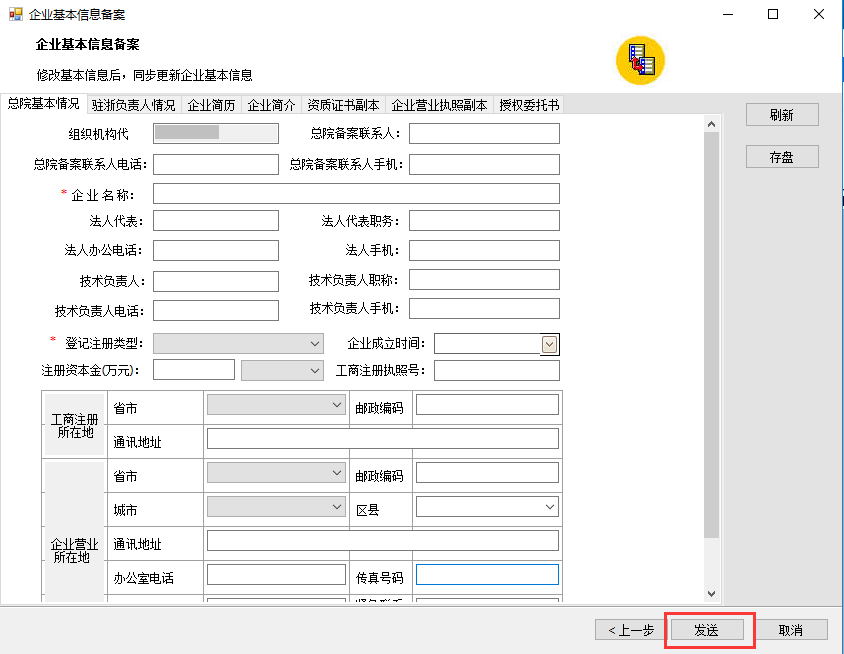 企业基本信息备案
企业基本信息备案
修改基本信息后，同步更新企业基本信息
总院基本情况 驻浙负责人情况 企业简历 企业简介 资质证书副本 企业营业执照副本 授权委托书
刷新
存盘
组织机构代 总院备案联系人：
总院备案联系人电话： 总院备案联系人手机：
* 企 业 名 称：
法人代表： 法人代表职务：
法人办公电话： 法人手机：
技术负责人： 技术负责人职称：
技术负责人电话： 技术负责人手机：
* 登记注册类型： 企业成立时间：
注册资本金(万元)： 工商注册执照号：
工商注册
所在地
省市 邮政编码
通讯地址
企业营业
所在地
省市 邮政编码
城市 区县
通讯地址
办公室电话 传真号码
< 上一步 发送 取消